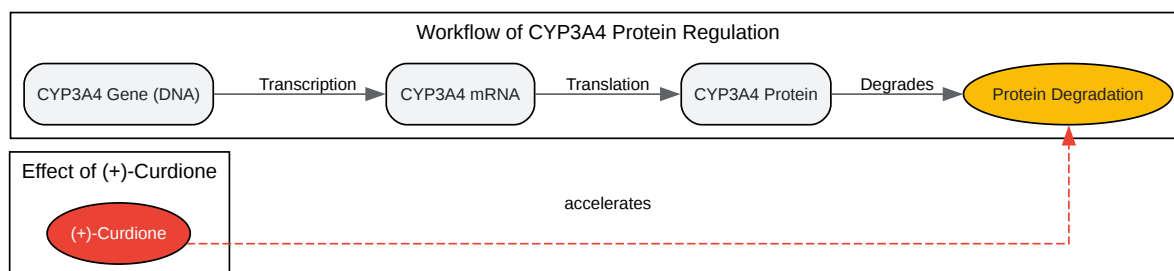 Workflow of CYP3A4 Protein Regulation
CYP3A4 Gene (DNA)
Transcription
CYP3A4 mRNA
Translation
CYP3A4 Protein
Degrades
Protein Degradation
Effect of (+)-Curdione
accelerates
(+)-Curdione